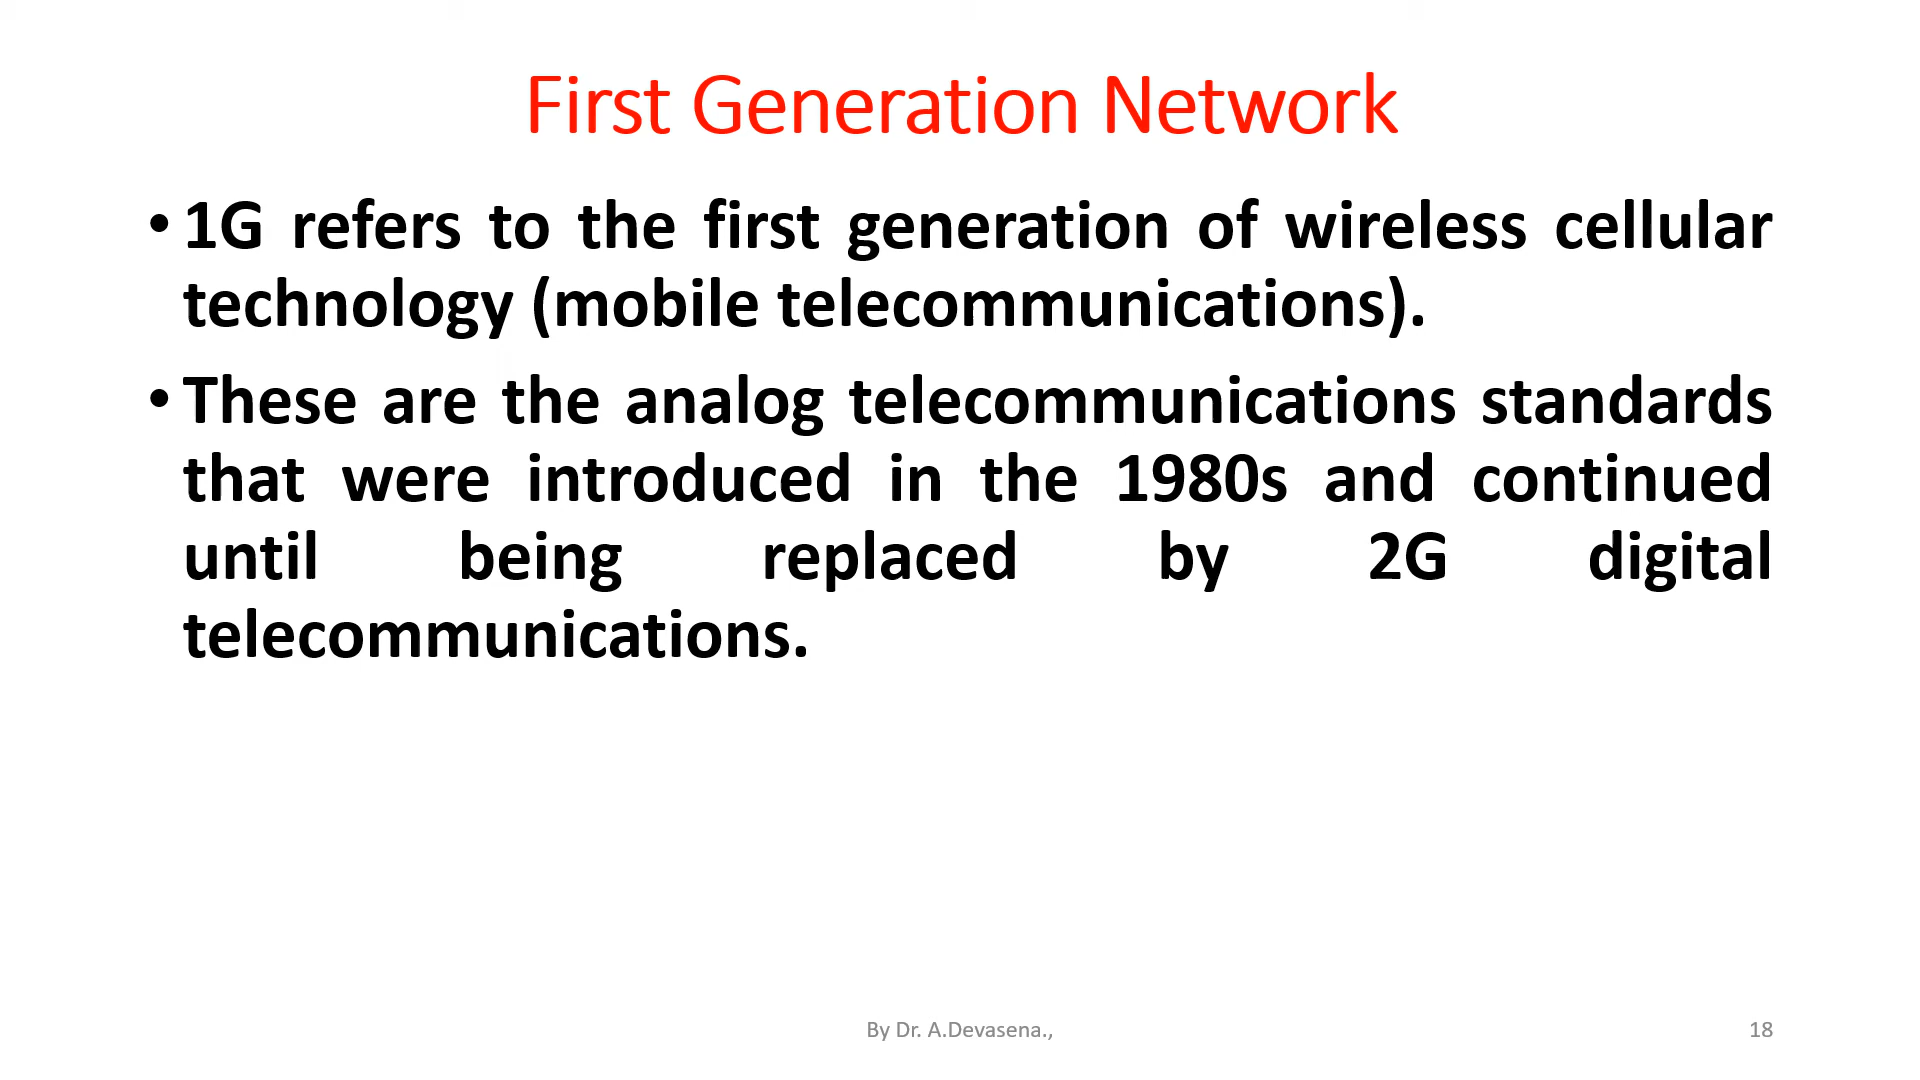 First Generation Network
• 1G refers to the first generation of wireless cellular
technology (mobile telecommunications).
• These are the analog telecommunications standards
that were introduced in the 1980s and continued
until being replaced by 2G digital
telecommunications.
By Dr. A.Devasena.,
18